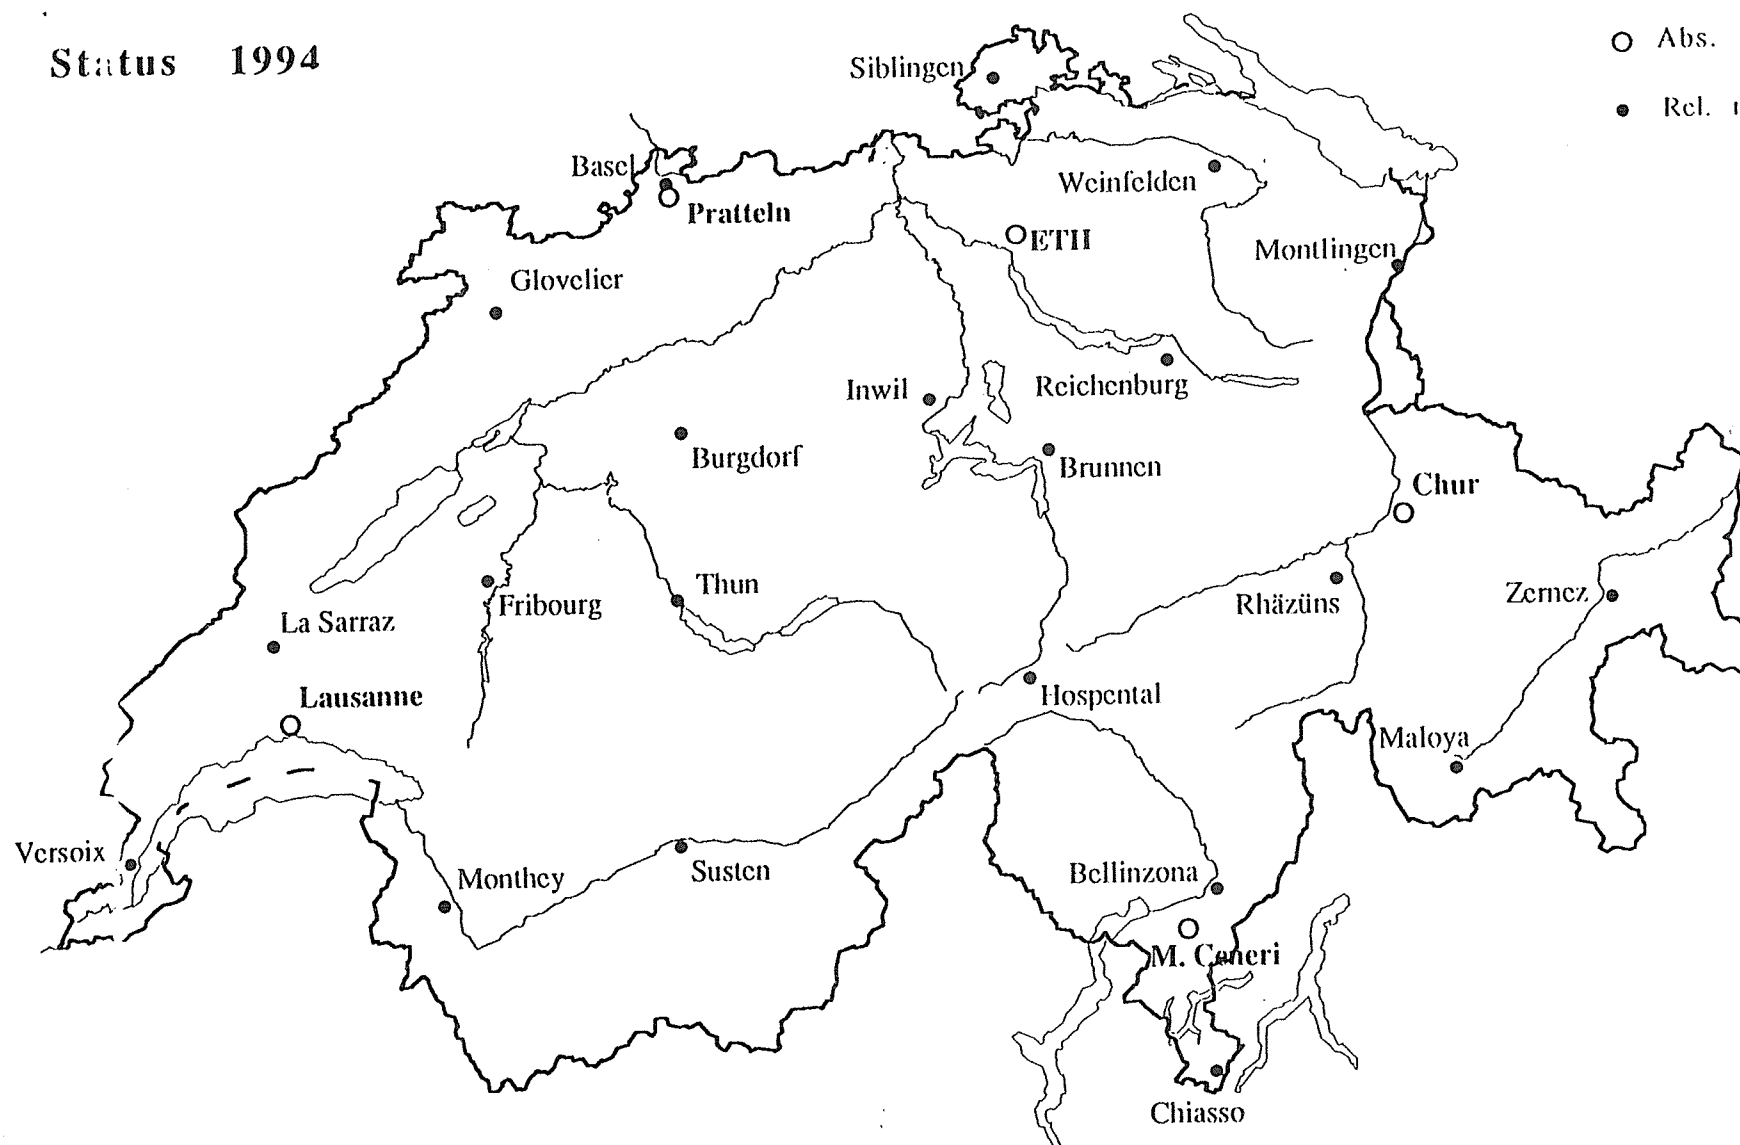 Status 1994
Abs.
Siblingen
Rel.
Basel
Weinfelden
Pratteln
ETH
Montlingen
Glovelier
Inwil
Reichenburg
Burgdorf
Brunnen
Chur
Thun
Zernez
Fribourg
Rhäzüns
La Sarraz
Lausanne
Hospental
Maloya
Versoix
Monthey
Susten
Bellinzona
M. Ceneri
Chiasso